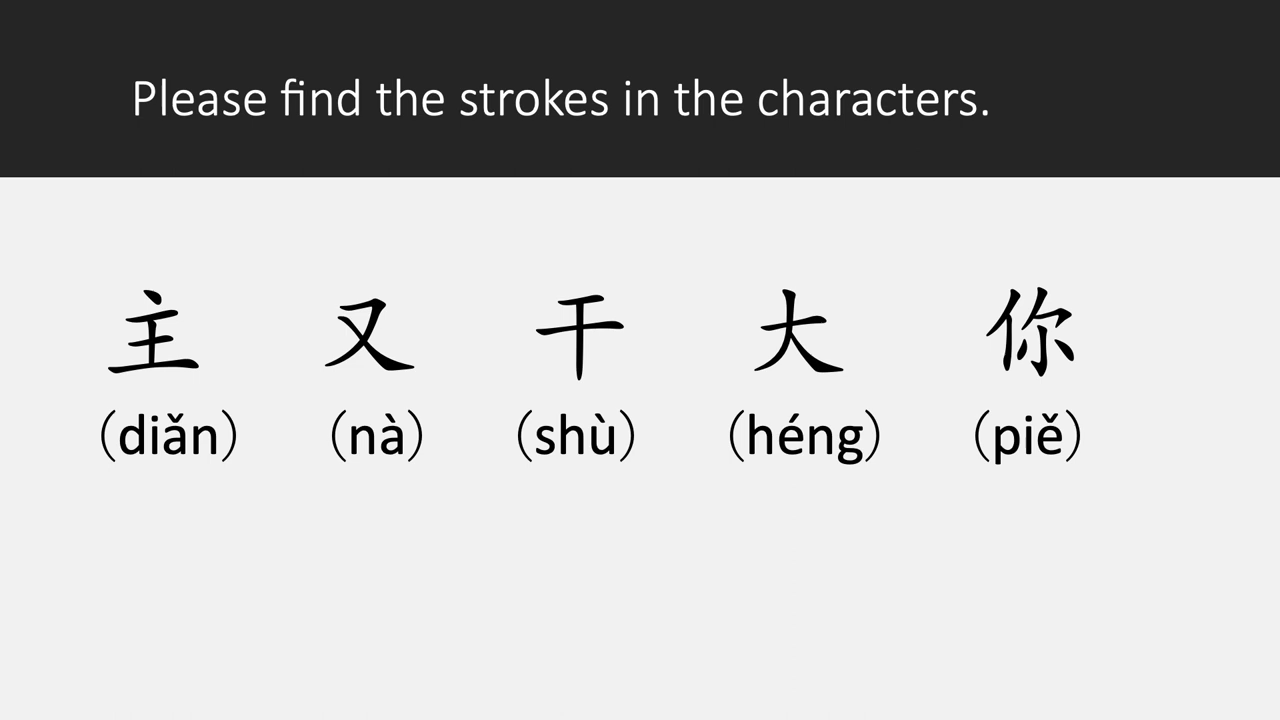 Please find the strokes in the characters.
主 又 干 大 你
（diǎn） （nà） （shù） （héng） （piě）